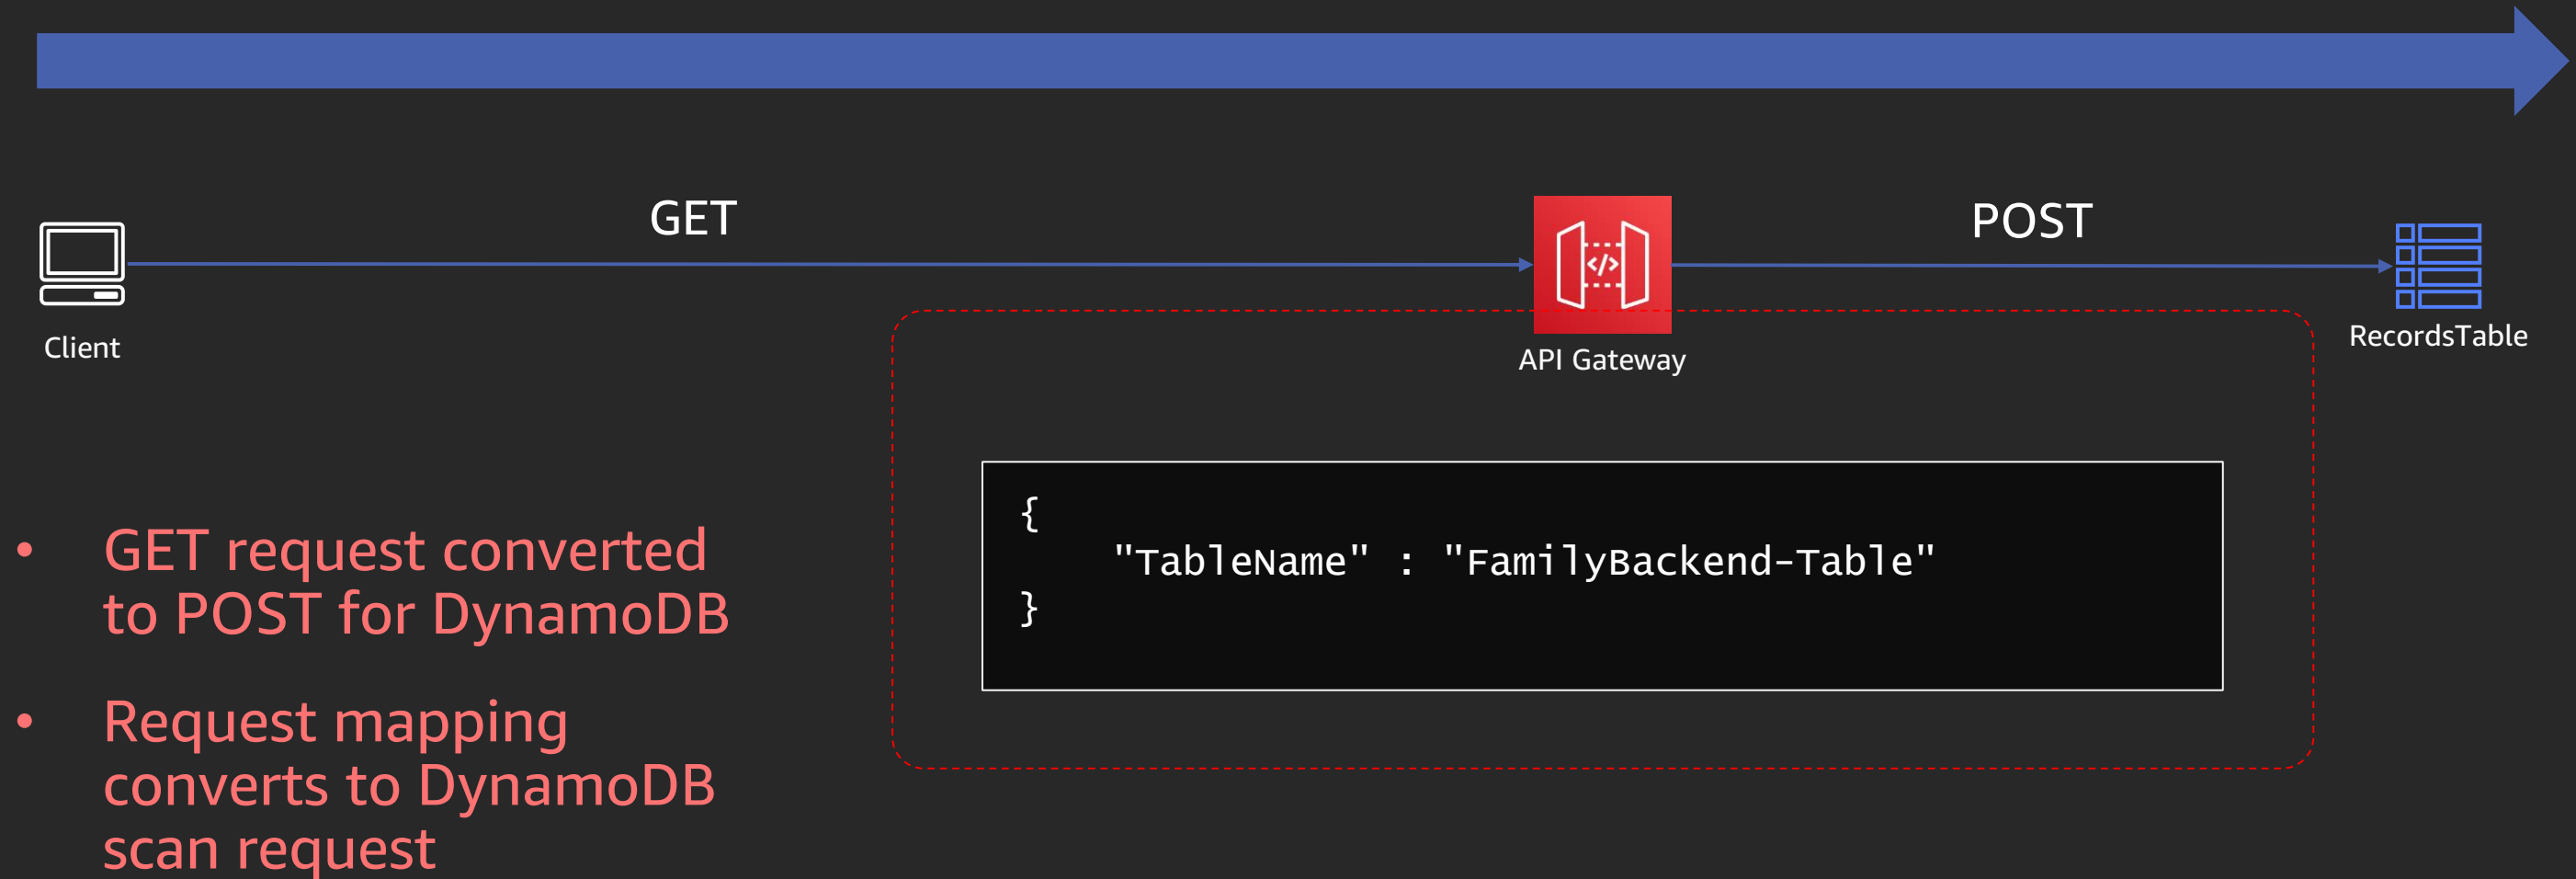 GET
POST
Client
API Gateway
RecordsTable
{
"TableName" : "FamilyBackend-Table"
}
• GET request converted
to POST for DynamoDB
• Request mapping
converts to DynamoDB
scan request